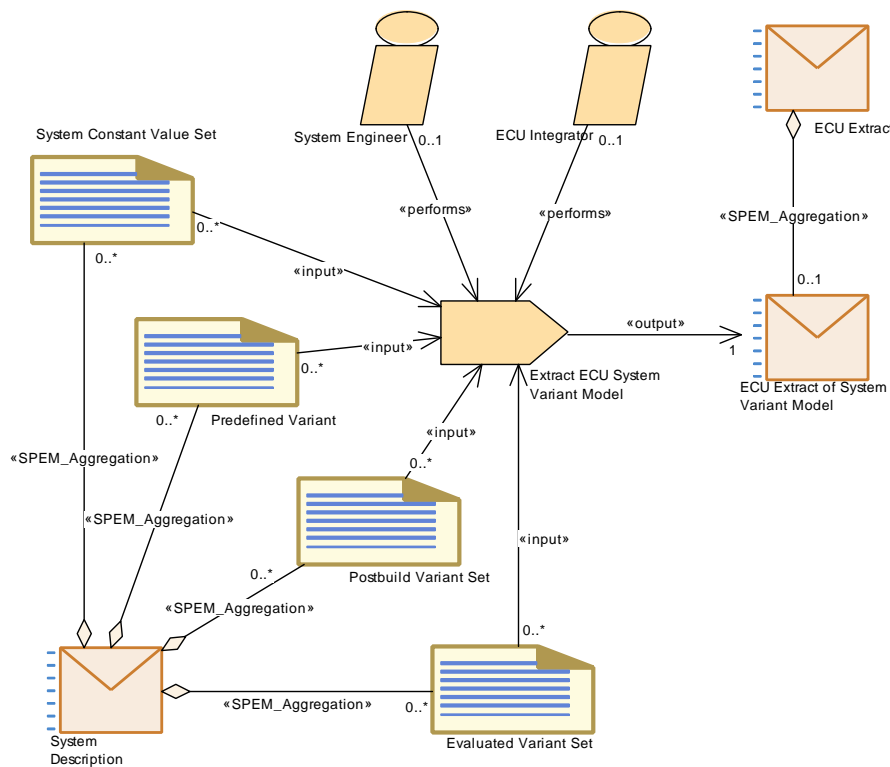 System Constant Value Set
System Engineer
0..1
ECU Integrator
0..1
ECU Extract
«performs»
«performs»
«SPEM_Aggregation»
0..*
0..*
«input»
0..1
«output»
1
«input»
0..*
Extract ECU System
Variant Model
ECU Extract of System
Variant Model
0..*
Predefined Variant
«input»
«SPEM_Aggregation»
0..*
«SPEM_Aggregation»
«input»
0..*
Postbuild Variant Set
«SPEM_Aggregation»
0..*
«SPEM_Aggregation»
0..*
System
Description
Evaluated Variant Set